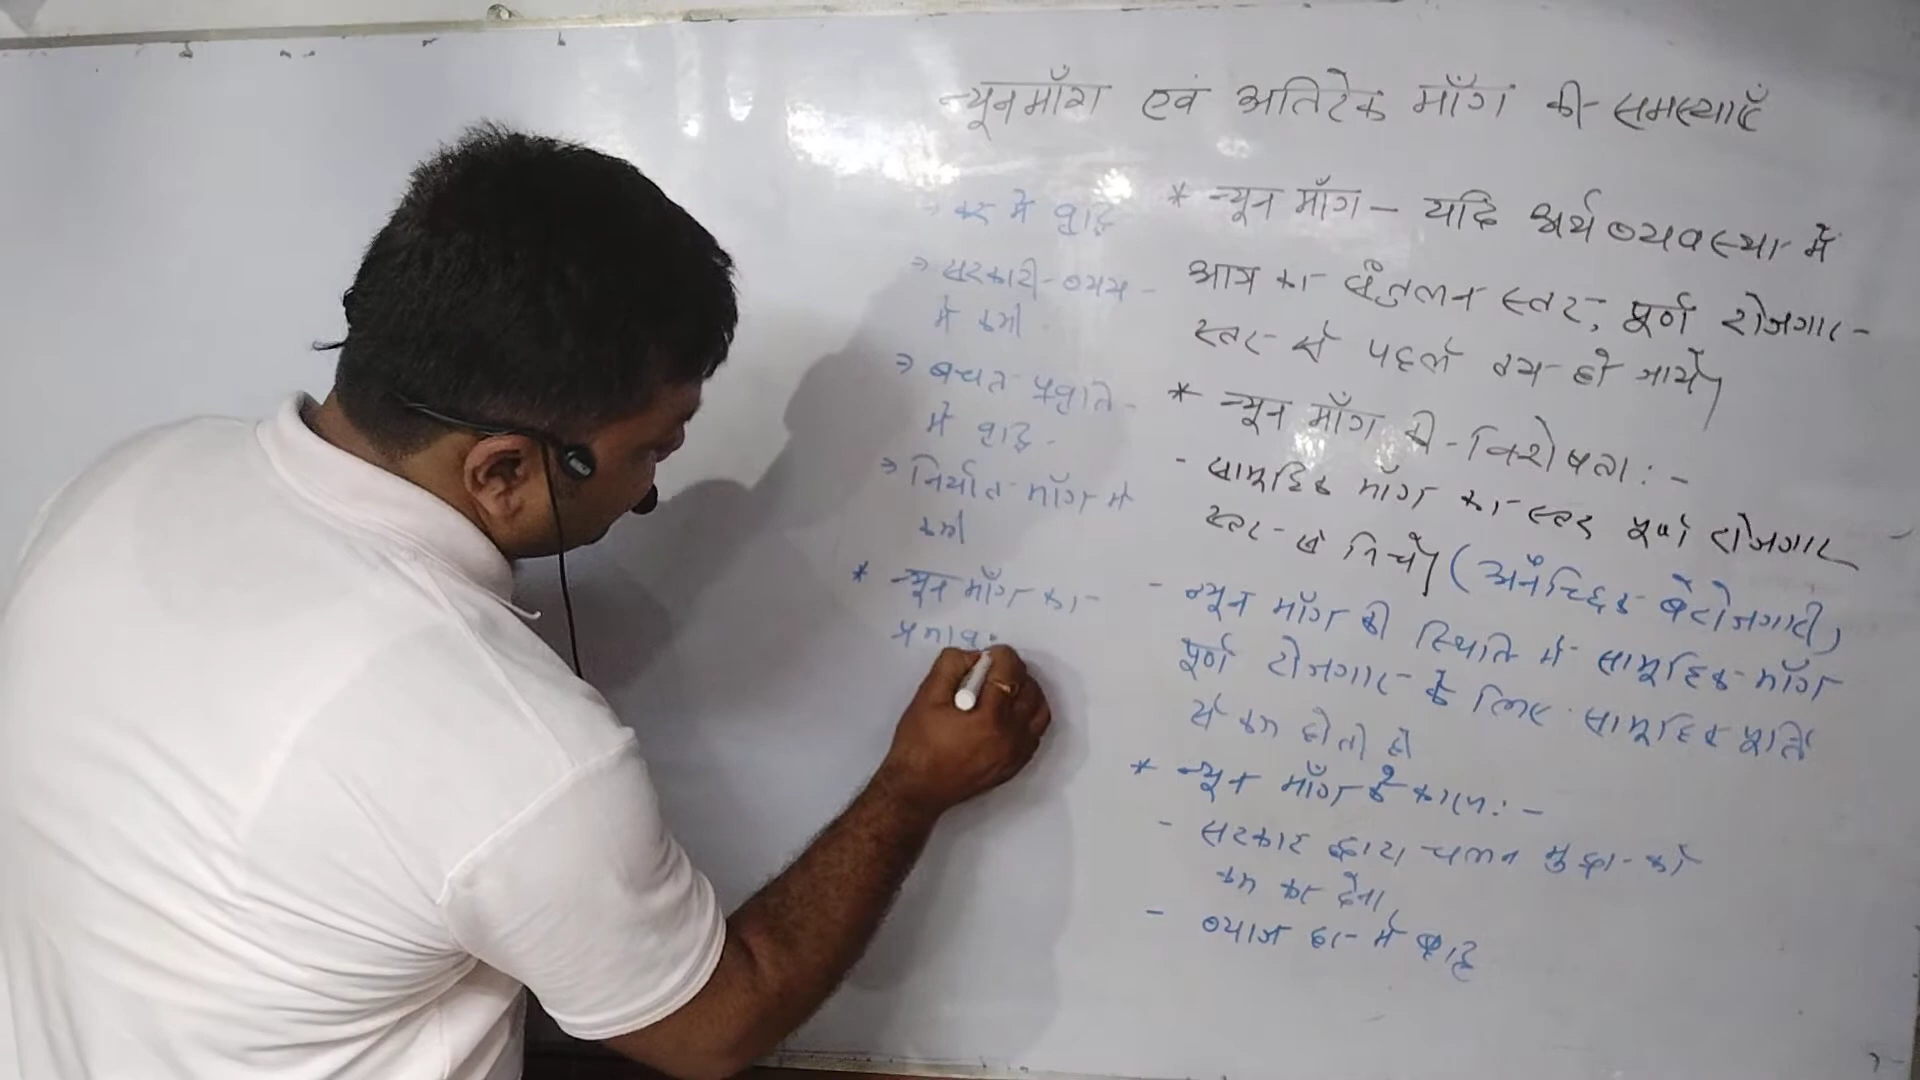 न्यूनमाँग एवं अतिरेक माँग की समस्याएँ
* न्यून माँग – यदि अर्थव्यवस्था में
आय का संतुलन स्तर, पूर्ण रोजगार
स्तर से पहले तय हो जाये।
* न्यून माँग की विशेषता :-
- सामूहिक माँग का स्तर पूर्ण रोजगार
स्तर से निचे। (अनैच्छिक बेरोजगारी)
- न्यून माँग की स्थिति में सामूहिक माँग
पूर्ण रोजगार के लिए सामूहिक पूर्ति
से कम होती है
* न्यून माँग के कारण :-
- सरकार द्वारा चलन मुद्रा को
कम कर देना
- ब्याज दर में वृद्धि
→ कर में वृद्धि
→ सरकारी व्यय
में कमी
→ बचत प्रवृति
में वृद्धि
→ निर्यात माँग में
कमी
* न्यून माँग का
प्रभाव: